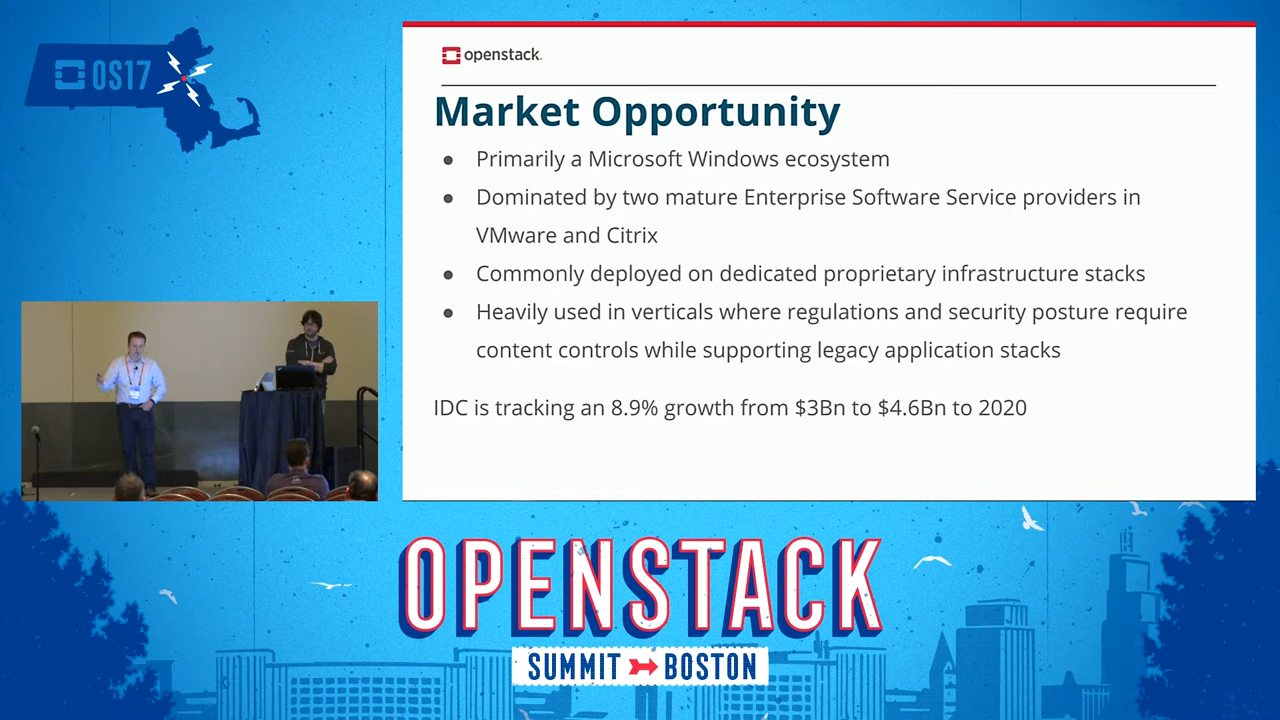 OS17
openstack.
Market Opportunity
● Primarily a Microsoft Windows ecosystem
● Dominated by two mature Enterprise Software Service providers in
VMware and Citrix
● Commonly deployed on dedicated proprietary infrastructure stacks
● Heavily used in verticals where regulations and security posture require
content controls while supporting legacy application stacks
IDC is tracking an 8.9% growth from $3Bn to $4.6Bn to 2020
OPENSTACK
SUMMIT BOSTON